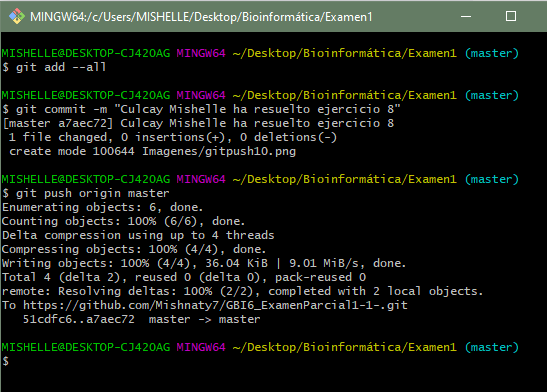 MINGW64:/c/Users/MISHELLE/Desktop/Bioinformática/Examen1
MISHELLE@DESKTOP-CJ42OAG MINGW64 ~/Desktop/Bioinformática/Examen1 (master)
$ git add --all
MISHELLE@DESKTOP-CJ42OAG MINGW64 ~/Desktop/Bioinformática/Examen1 (master)
$ git commit -m "Culcay Mishelle ha resuelto ejercicio 8"
[master a7aec72] Culcay Mishelle ha resuelto ejercicio 8
 1 file changed, 0 insertions(+), 0 deletions(-)
 create mode 100644 Imagenes/gitpush10.png
MISHELLE@DESKTOP-CJ42OAG MINGW64 ~/Desktop/Bioinformática/Examen1 (master)
$ git push origin master
Enumerating objects: 6, done.
Counting objects: 100% (6/6), done.
Delta compression using up to 4 threads
Compressing objects: 100% (4/4), done.
Writing objects: 100% (4/4), 36.04 KiB | 9.01 MiB/s, done.
Total 4 (delta 2), reused 0 (delta 0), pack-reused 0
remote: Resolving deltas: 100% (2/2), completed with 2 local objects.
To https://github.com/Mishnaty7/GBI6_ExamenParcial1-1-.git
   51cdfc6..a7aec72  master -> master
MISHELLE@DESKTOP-CJ42OAG MINGW64 ~/Desktop/Bioinformática/Examen1 (master)
$